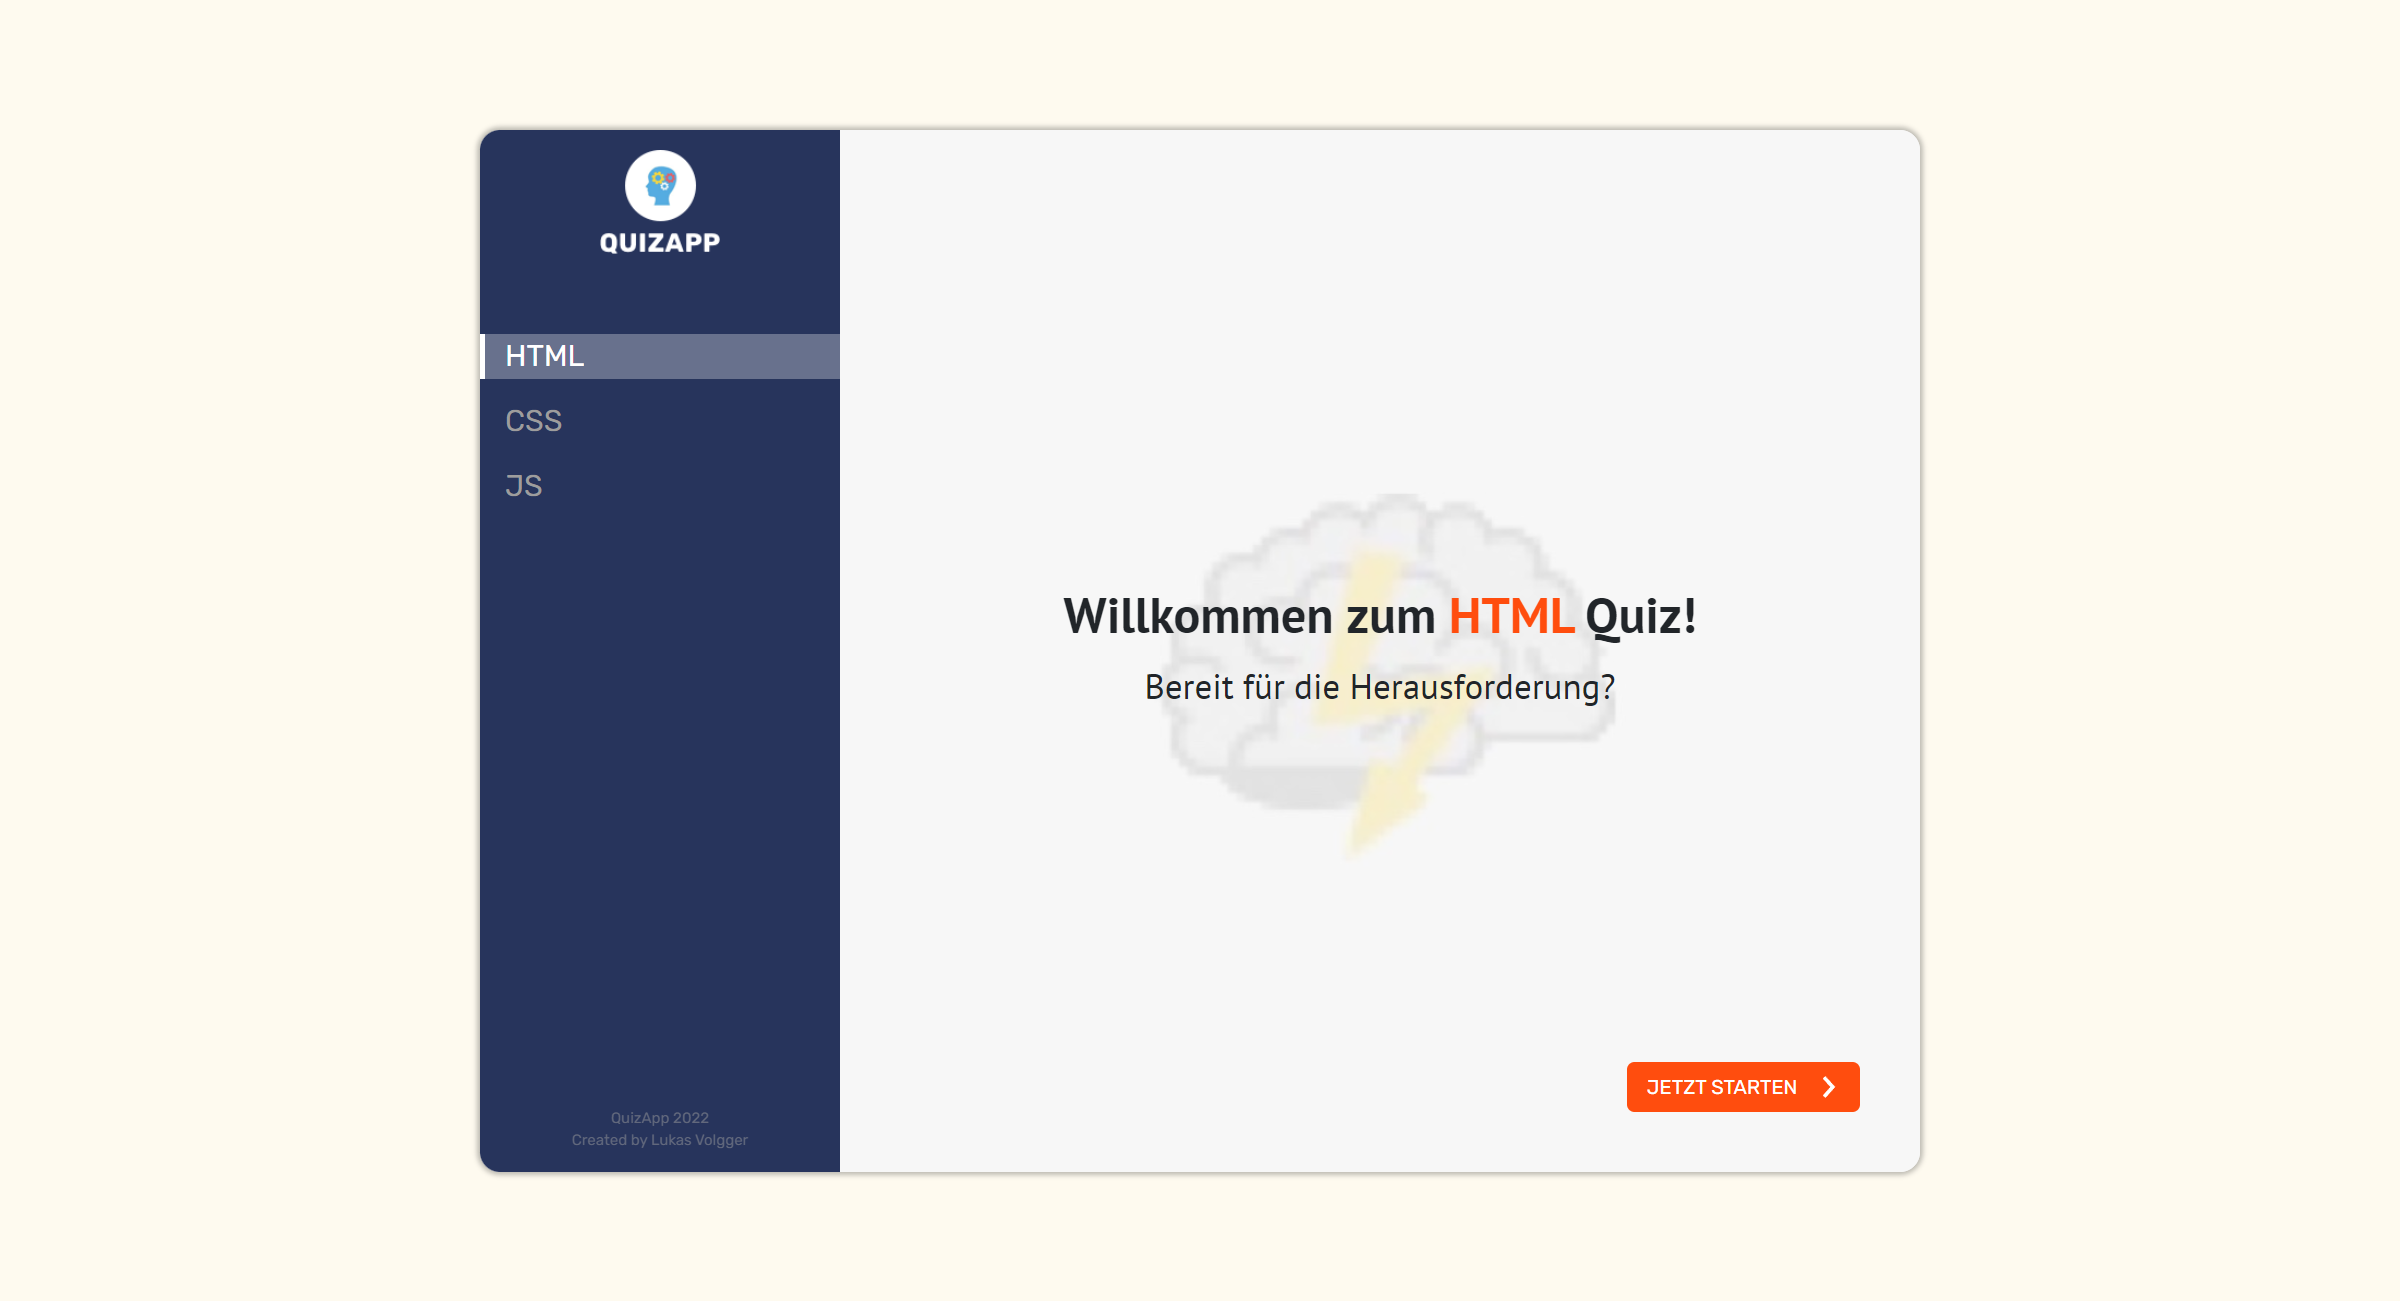 QUIZAPP
HTML
CSS
JS
Willkommen zum HTML Quiz!
Bereit für die Herausforderung?
JETZT STARTEN
QuizApp 2022
Created by Lukas Volgger